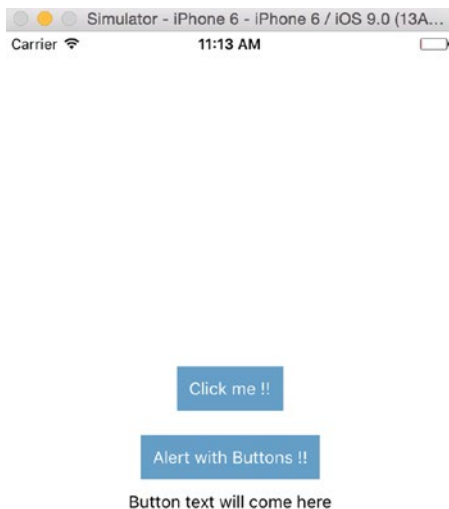 Simulator - iPhone 6 - iPhone 6 / iOS 9.0 (13A...
Carrier 11:13 AM
Click me !!
Alert with Buttons !!
Button text will come here